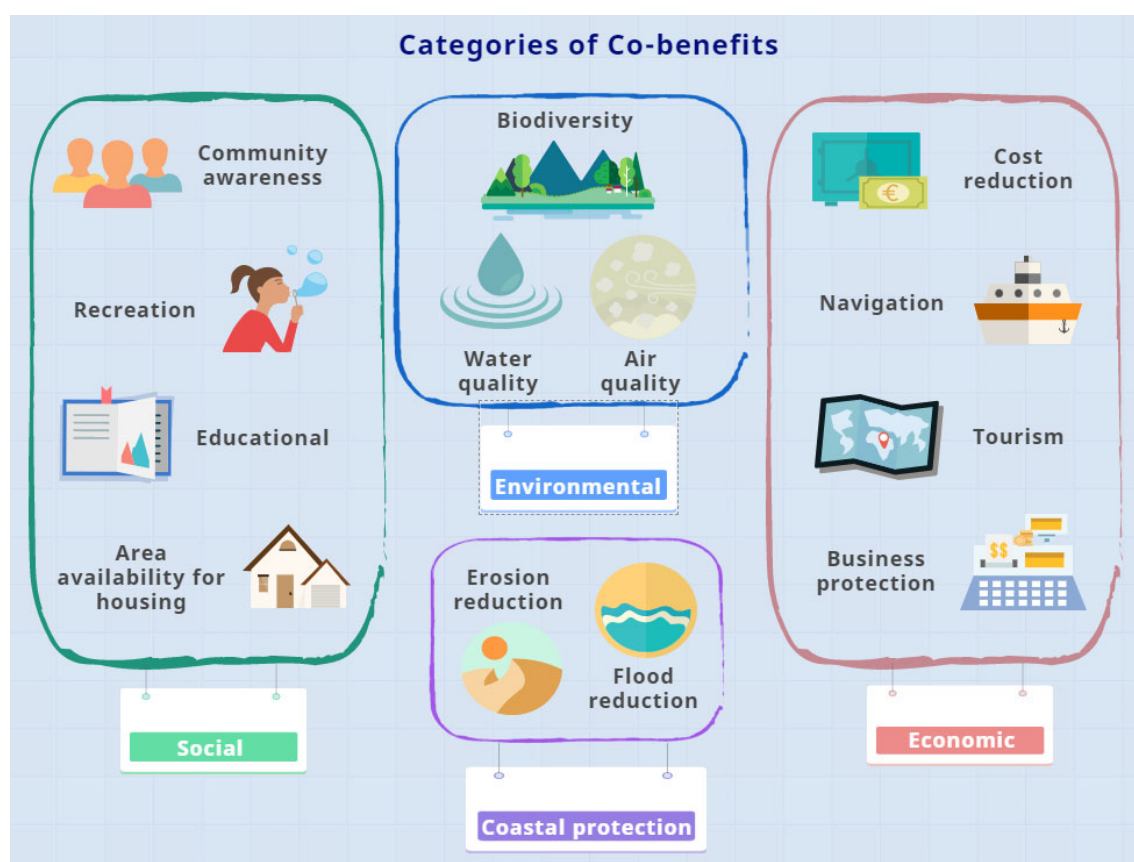 Categories of Co-benefits
Community
awareness
Recreation
Educational
Area
availability for
housing
Social
Biodiversity
Water
quality
Air
quality
Environmental
Erosion
reduction
Flood
reduction
Coastal protection
Cost
reduction
€
Navigation
Tourism
Business
protection
$$
Economic